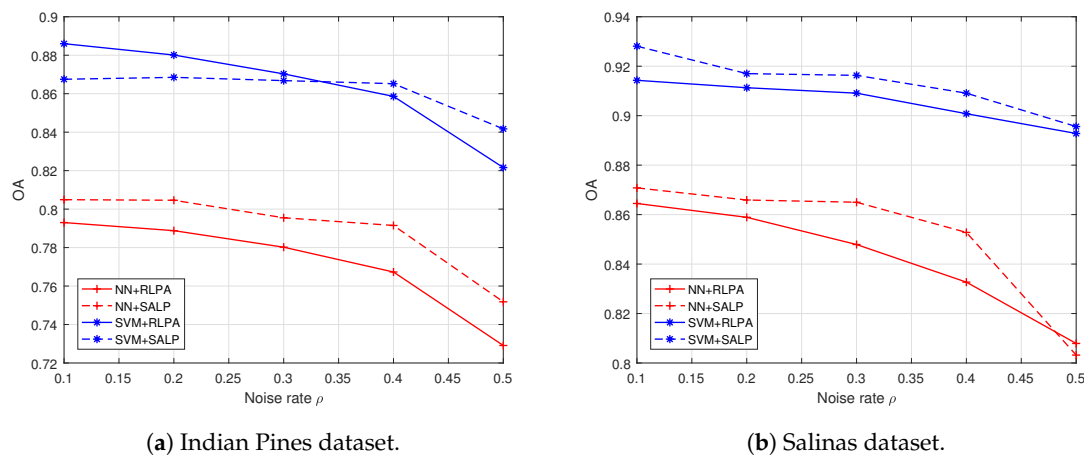 0.9
0.88
0.86
0.84
0.82
0.8
0.78
0.76
0.74
0.72
OA
NN+RLPA
NN+SALP
SVM+RLPA
SVM+SALP
0.1 0.15 0.2 0.25 0.3 0.35 0.4 0.45 0.5
Noise rate ρ
(a) Indian Pines dataset.
0.94
0.92
0.9
0.88
0.86
0.84
0.82
0.8
OA
NN+RLPA
NN+SALP
SVM+RLPA
SVM+SALP
0.1 0.15 0.2 0.25 0.3 0.35 0.4 0.45 0.5
Noise rate ρ
(b) Salinas dataset.